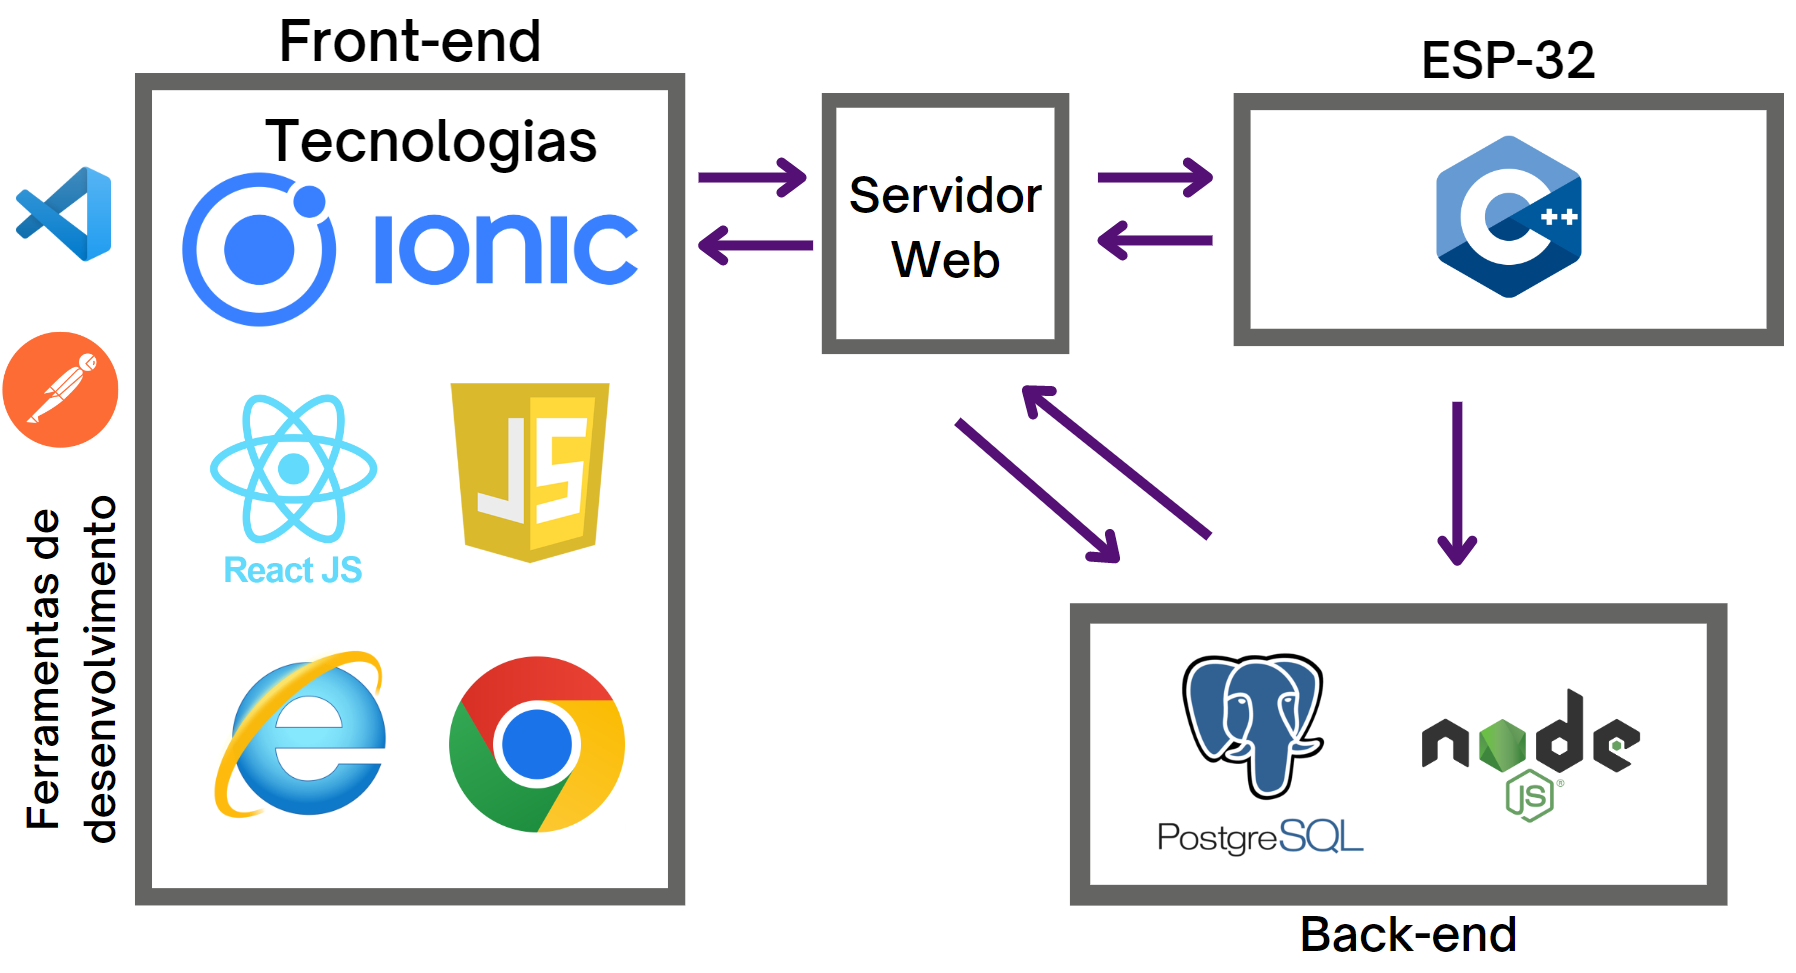 Front-end
Tecnologias
IONIC
React JS
JS
Ferramentas de
desenvolvimento
Servidor
Web
ESP-32
C++
PostgreSQL
node
JS®
Back-end